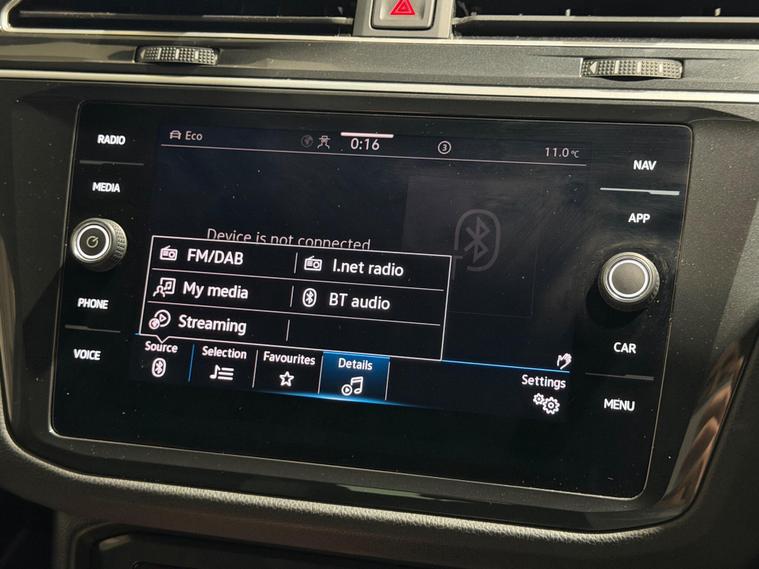 RADIO
MEDIA
PHONE
VOICE
Eco
0:16
3
11.0°C
Device is not connected
FM/DAB
I.net radio
My media
BT audio
Streaming
Source
Selection
Favourites
Details
Settings
NAV
APP
CAR
MENU